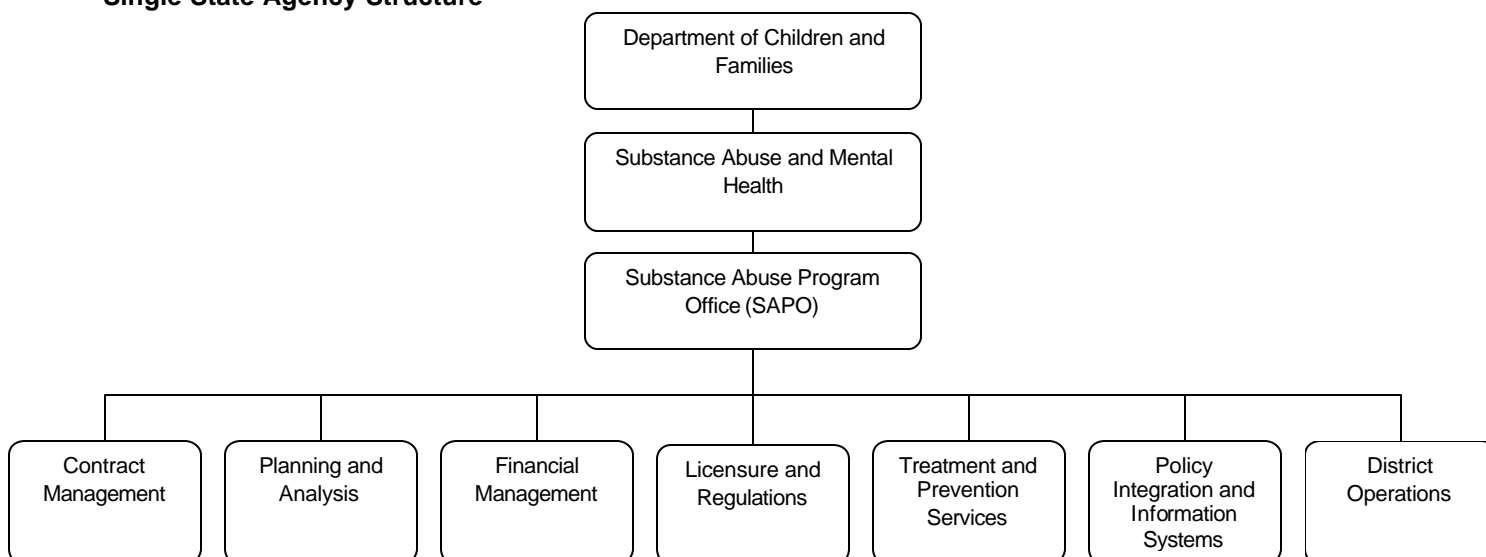 Single State Agency Structure
Department of Children and
Families
Substance Abuse and Mental
Health
Substance Abuse Program
Office (SAPO)
Contract
Management
Planning and
Analysis
Financial
Management
Licensure and
Regulations
Treatment and
Prevention
Services
Policy
Integration and
Information
Systems
District
Operations